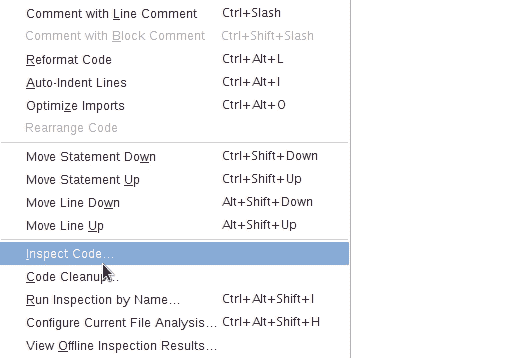 Comment with Line Comment Ctrl+Slash
Comment with Block Comment Ctrl+Shift+Slash
Reformat Code Ctrl+Alt+L
Auto-Indent Lines Ctrl+Alt+I
Optimize Imports Ctrl+Alt+O
Rearrange Code
Move Statement Down Ctrl+Shift+Down
Move Statement Up Ctrl+Shift+Up
Move Line Down Alt+Shift+Down
Move Line Up Alt+Shift+Up
Inspect Code...
Code Cleanup...
Run Inspection by Name... Ctrl+Alt+Shift+I
Configure Current File Analysis... Ctrl+Alt+Shift+H
View Offline Inspection Results...